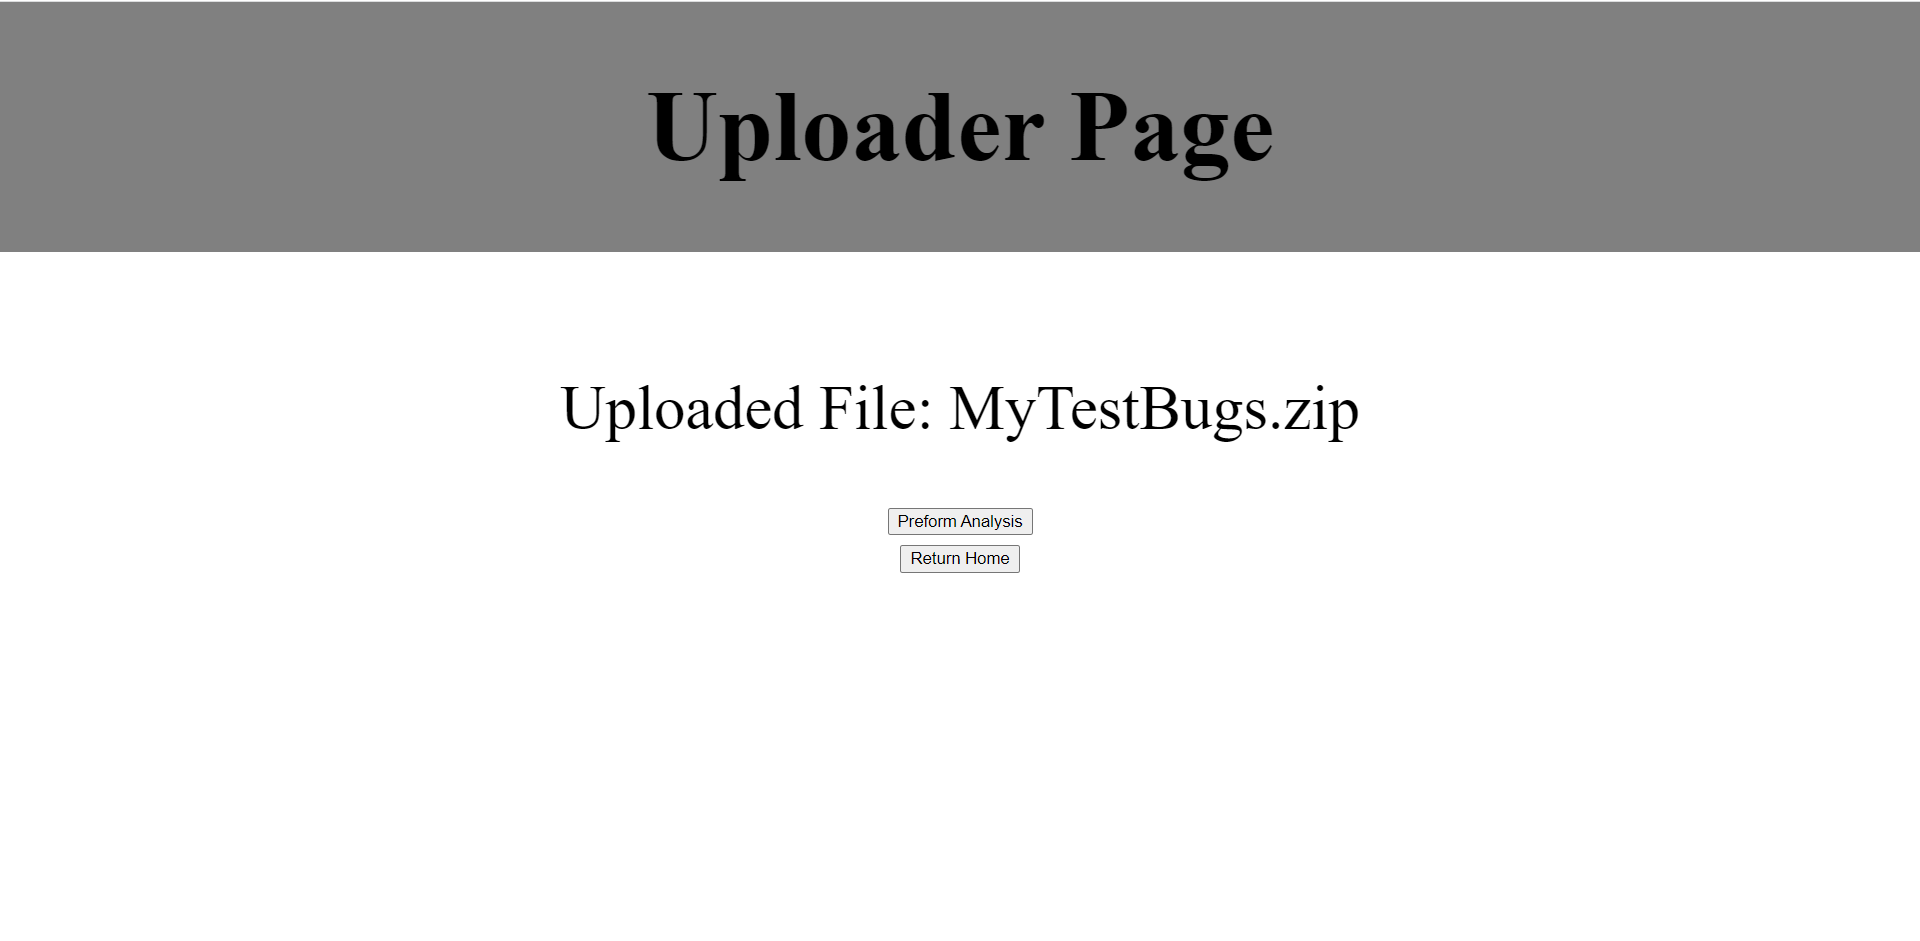 Uploader Page
Uploaded File: MyTestBugs.zip
Preform Analysis
Return Home